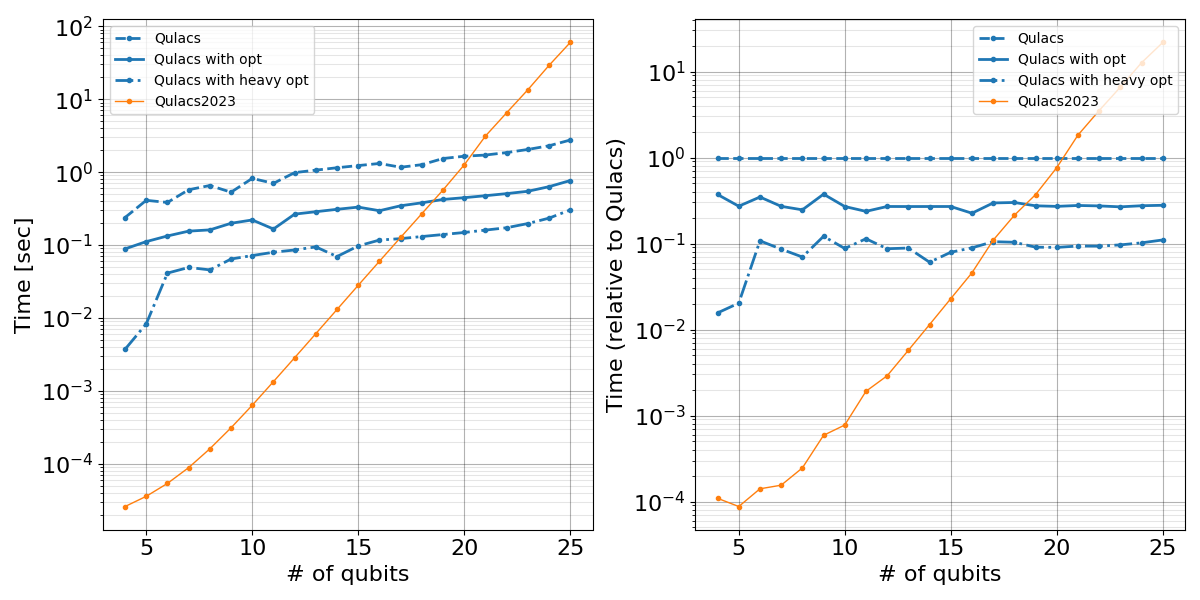 10^2
10^1
10^0
10^-1
10^-2
10^-3
10^-4
Time [sec]
Qulacs
Qulacs with opt
Qulacs with heavy opt
Qulacs2023
5 10 15 20 25
# of qubits
10^1
10^0
10^-1
10^-2
10^-3
10^-4
Time (relative to Qulacs)
Qulacs
Qulacs with opt
Qulacs with heavy opt
Qulacs2023
5 10 15 20 25
# of qubits